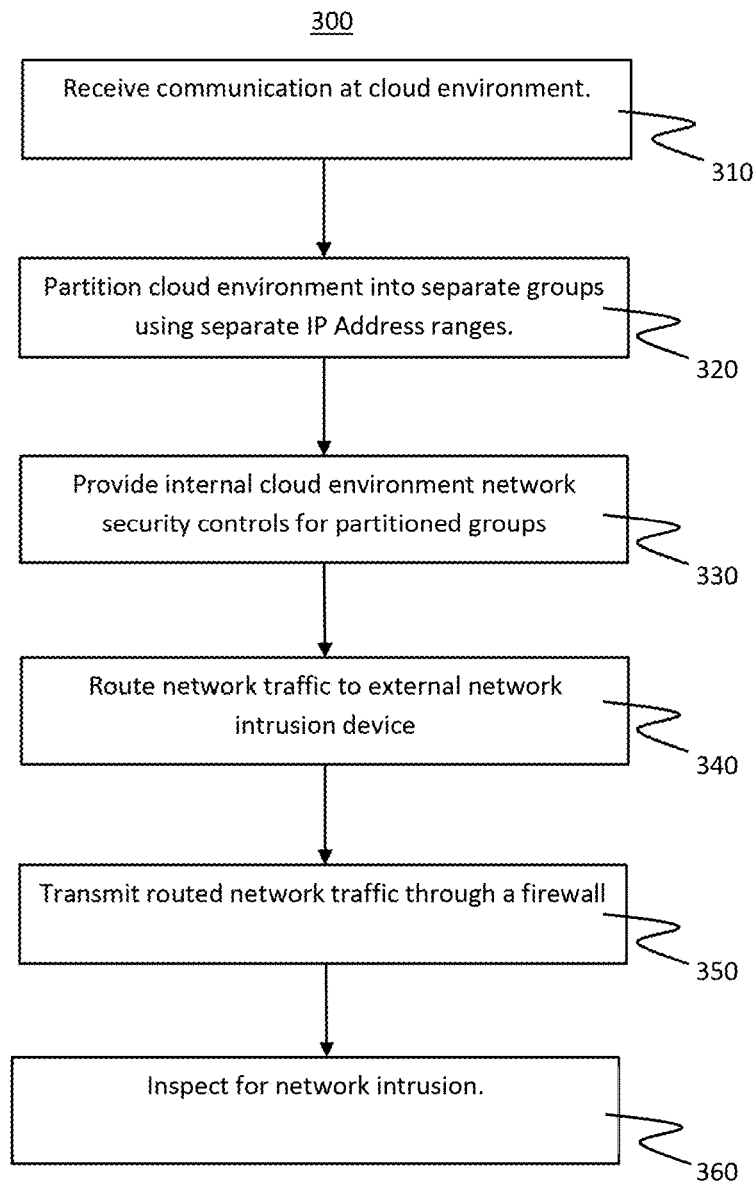 300
Receive communication at cloud environment.
310
Partition cloud environment into separate groups
using separate IP Address ranges.
320
Provide internal cloud environment network
security controls for partitioned groups
330
Route network traffic to external network
intrusion device
340
Transmit routed network traffic through a firewall
350
Inspect for network intrusion.
360